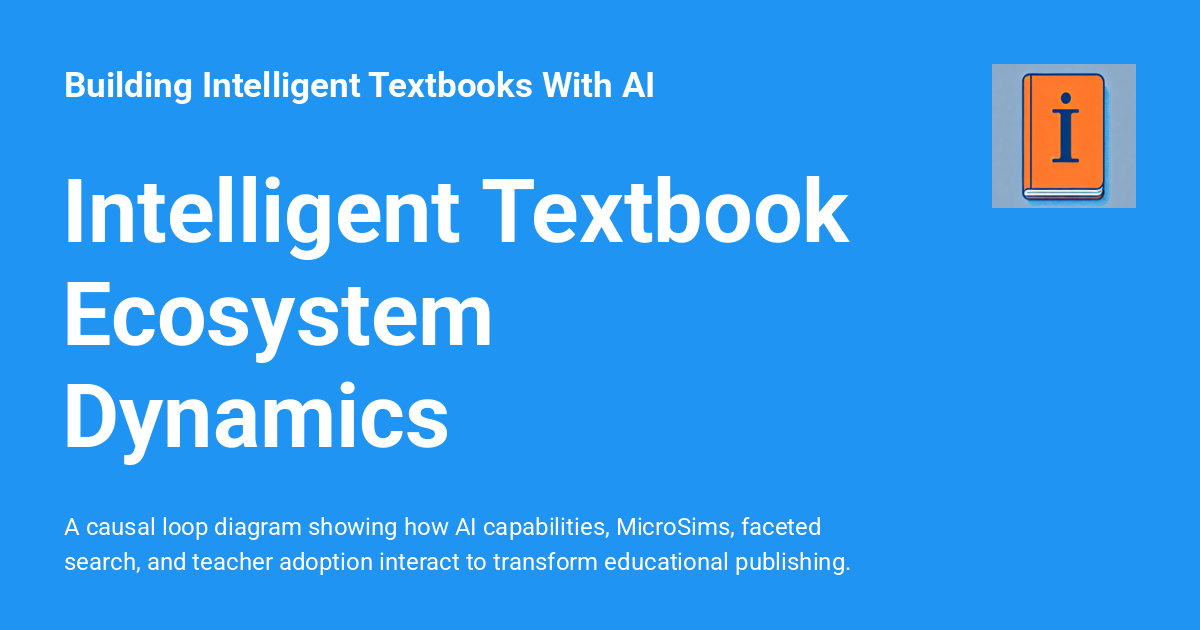 Building Intelligent Textbooks With AI
i
Intelligent Textbook
Ecosystem
Dynamics
A causal loop diagram showing how AI capabilities, MicroSims, faceted
search, and teacher adoption interact to transform educational publishing.